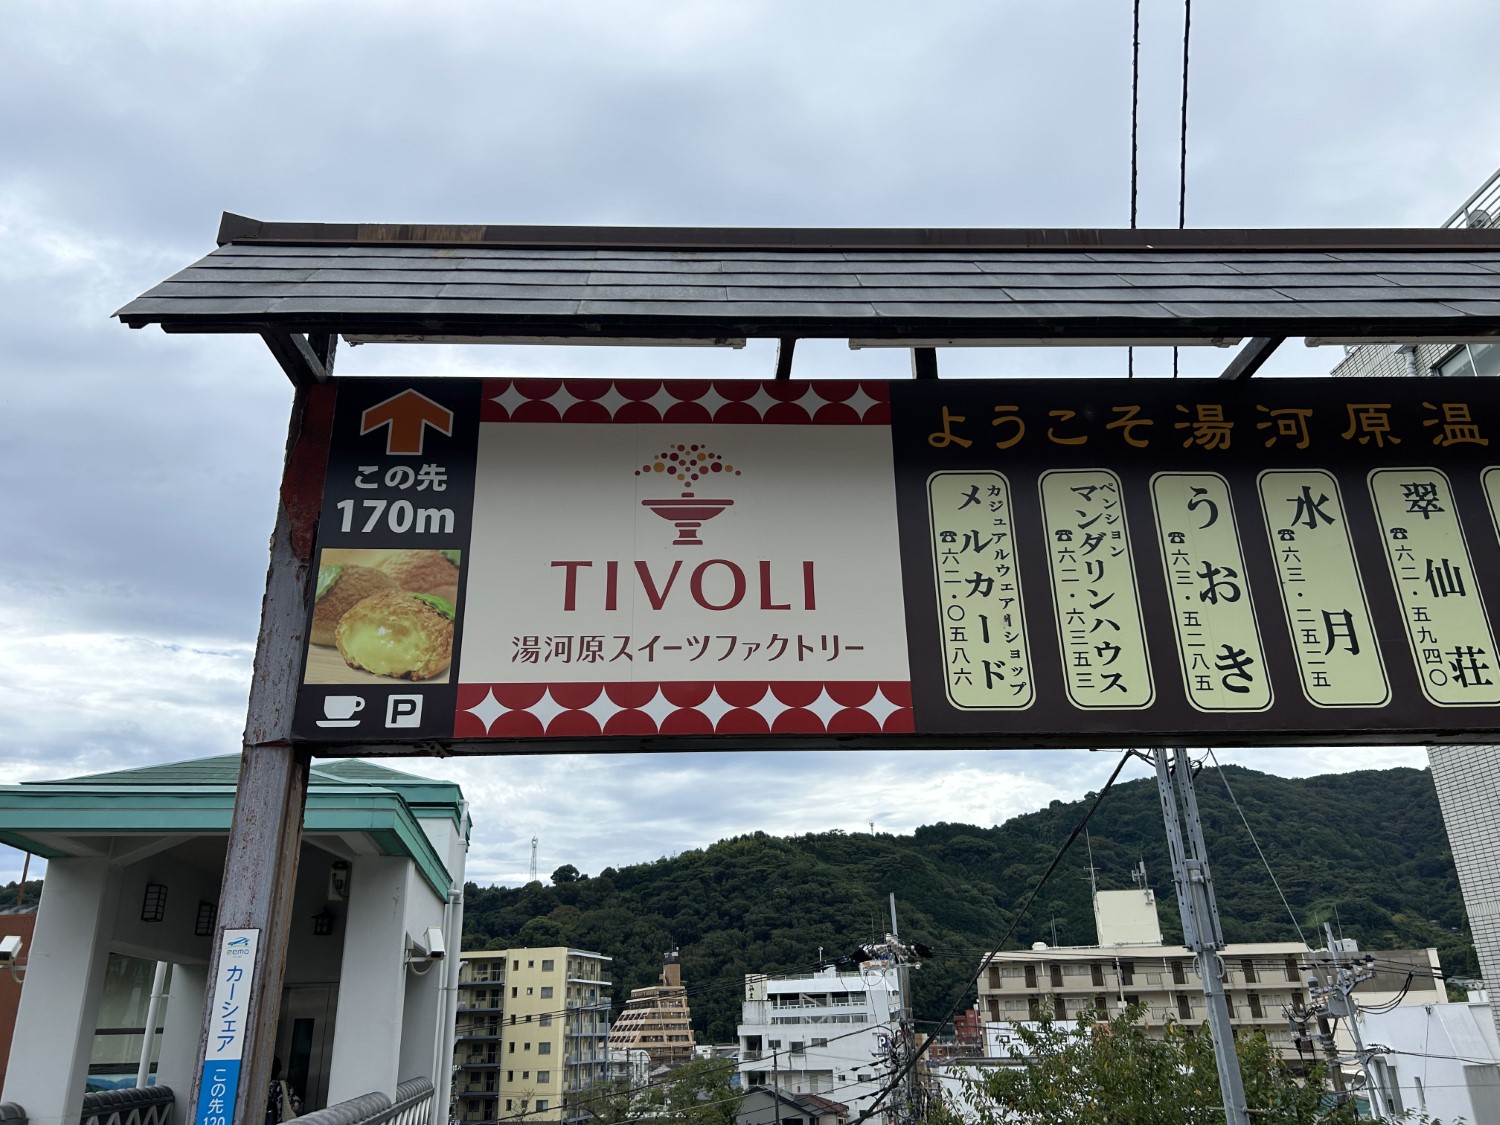 この先
170m
P
TIVOLI
湯河原スイーツファクトリー
ようこそ湯河原温
カジュアルウェアーショップ
メルカード
☎六二・〇五八六
ペンション
マンダリンハウス
☎六二・六三五三
うおき
☎六三・五二八五
水月
☎六三・二五二五
翠仙荘
☎六二・五九四〇
eemo
カーシェア
この先
120